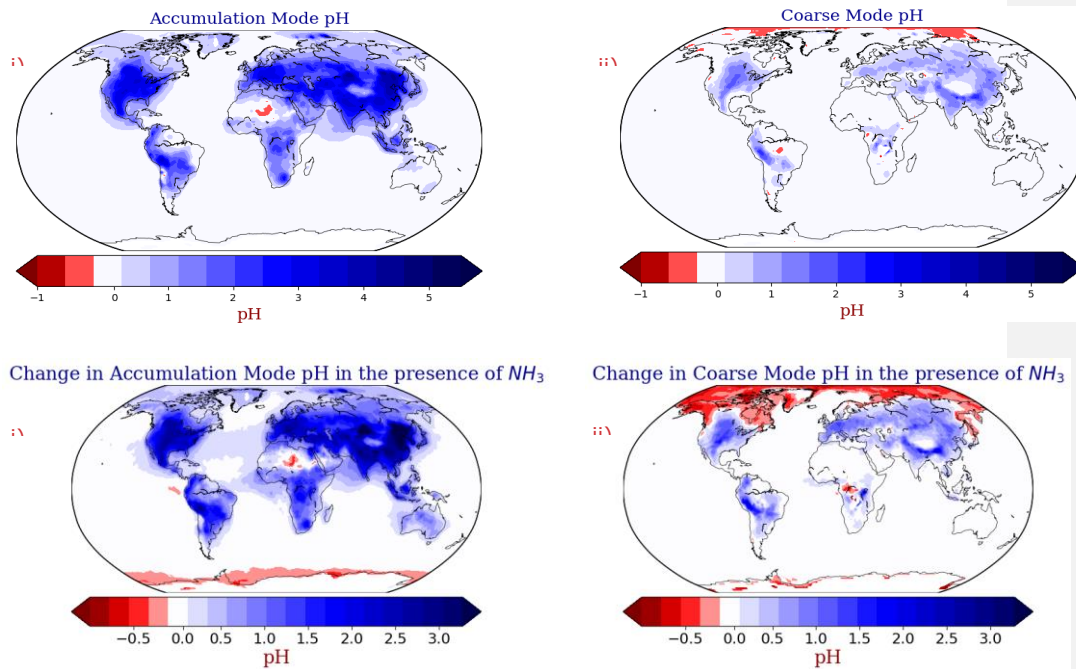 Accumulation Mode pH
Coarse Mode pH
−1 0 1 2 3 4 5
pH
−1 0 1 2 3 4 5
pH
Change in Accumulation Mode pH in the presence of NH₃
Change in Coarse Mode pH in the presence of NH₃
−0.5 0.0 0.5 1.0 1.5 2.0 2.5 3.0
pH
−0.5 0.0 0.5 1.0 1.5 2.0 2.5 3.0
pH